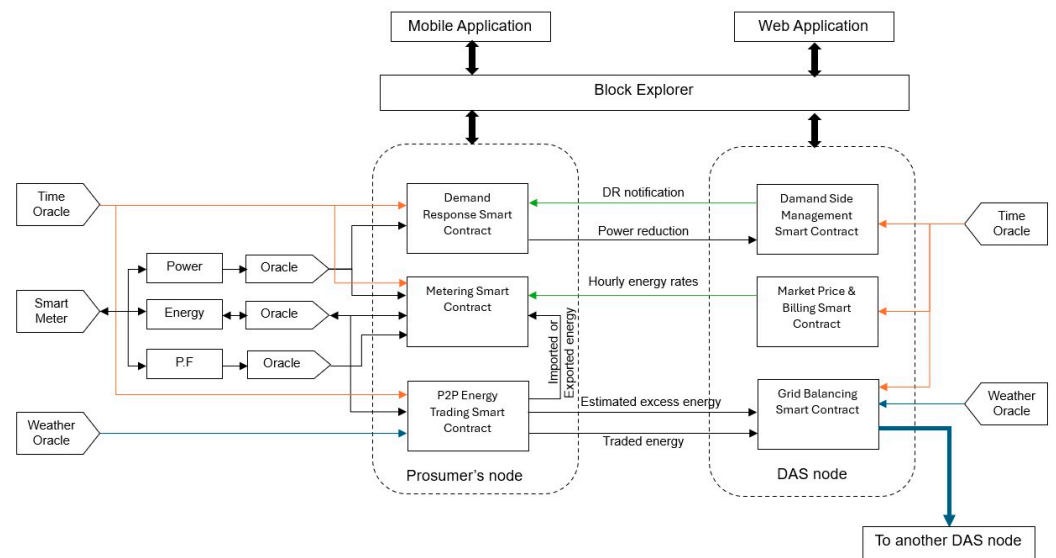 Mobile Application
Web Application
Block Explorer
Time
Oracle
Demand
Response Smart
Contract
DR notification
Power reduction
Damand Side
Management
Smart Contract
Time
Oracle
Power
Oracle
Smart
Meter
Energy
Oracle
Metering Smart
Contract
Hourly energy rates
Market Price &
Billing Smart
Contract
P.F
Oracle
Imported or
Exported energy
Weather
Oracle
P2P Energy
Trading Smart
Contract
Estimated excess energy
Traded energy
Grid Balancing
Smart Contract
Weather
Oracle
Prosumer's node
DAS node
To another DAS node